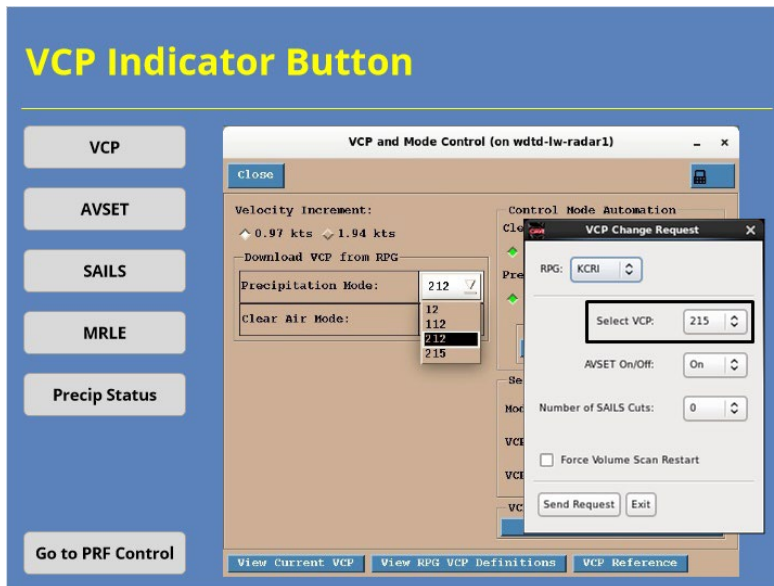 VCP Indicator Button
VCP
AVSET
SAILS
MRLE
Precip Status
Go to PRF Control
VCP and Mode Control (on wdtd-lw-radar1)
Close
Velocity Increment:
0.97 kts 1.94 kts
Download VCP from RPG
Precipitation Mode: 212
12
112
212
215
Clear Air Mode:
Control Mode Automation
VCP Change Request
RPG: KCRI
Select VCP: 215
AVSET On/Off: On
Number of SAILS Cuts: 0
Force Volume Scan Restart
Send Request Exit
View Current VCP View RPG VCP Definitions VCP Reference